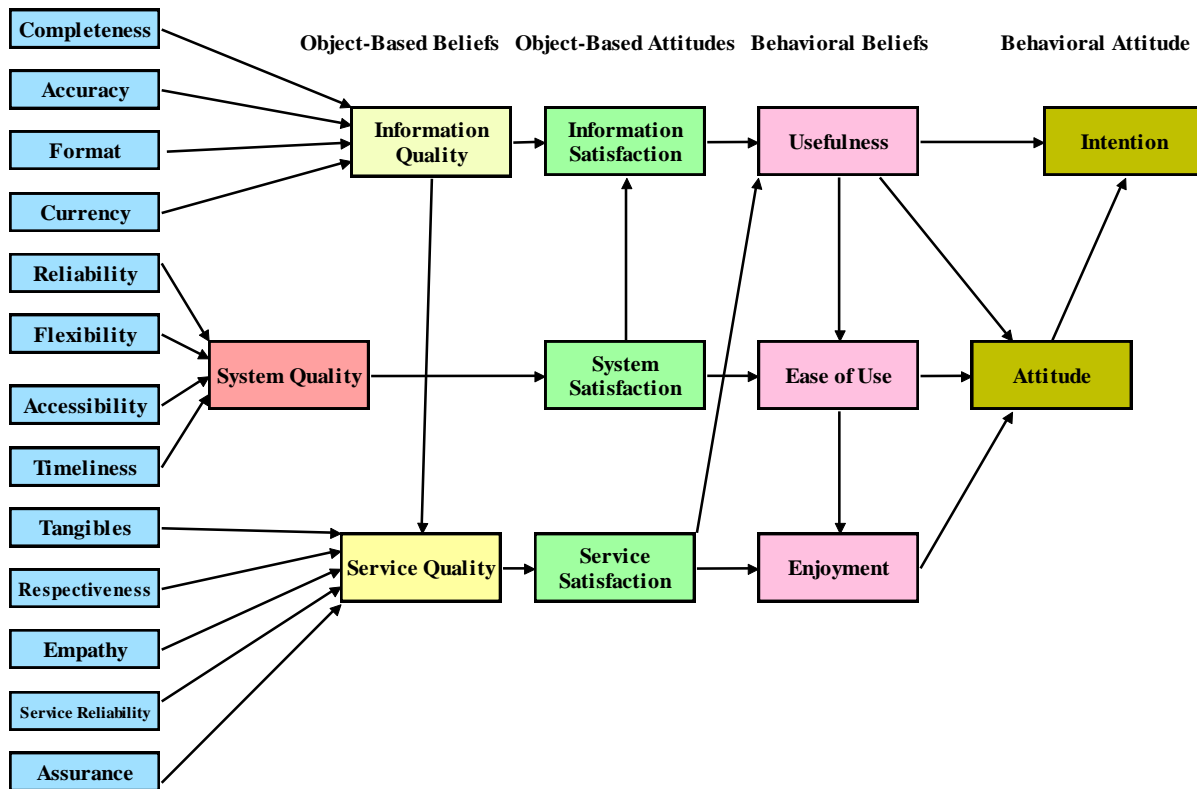 Completeness
Object-Based Beliefs
Object-Based Attitudes
Behavioral Beliefs
Behavioral Attitude
Accuracy
Format
Currency
Information
Quality
Information
Satisfaction
Usefulness
Intention
Reliability
Flexibility
Accessibility
Timeliness
System Quality
System
Satisfaction
Ease of Use
Attitude
Tangibles
Respectiveness
Empathy
Service Reliability
Assurance
Service Quality
Service
Satisfaction
Enjoyment